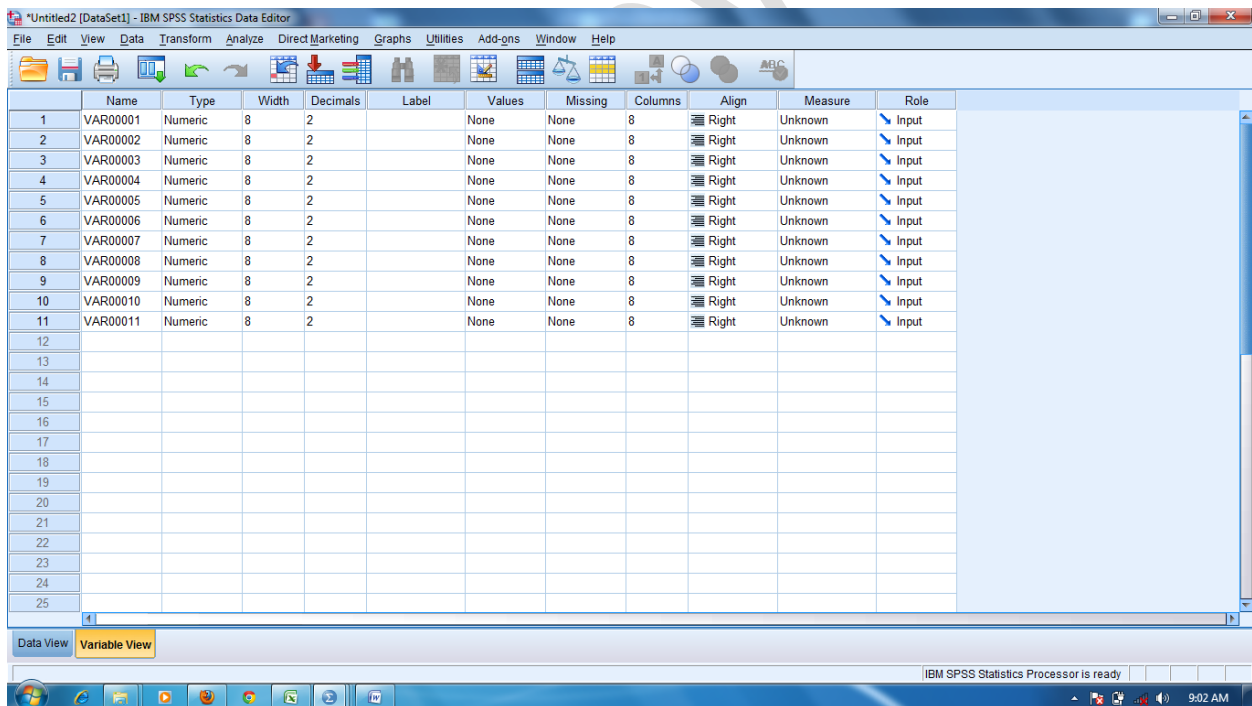 *Untitled2 [DataSet1] - IBM SPSS Statistics Data Editor
File Edit View Data Transform Analyze Direct Marketing Graphs Utilities Add-ons Window Help
A
1 4
ABC
Name Type Width Decimals Label Values Missing Columns Align Measure Role
1 VAR00001 Numeric 8 2 None None 8 Right Unknown Input
2 VAR00002 Numeric 8 2 None None 8 Right Unknown Input
3 VAR00003 Numeric 8 2 None None 8 Right Unknown Input
4 VAR00004 Numeric 8 2 None None 8 Right Unknown Input
5 VAR00005 Numeric 8 2 None None 8 Right Unknown Input
6 VAR00006 Numeric 8 2 None None 8 Right Unknown Input
7 VAR00007 Numeric 8 2 None None 8 Right Unknown Input
8 VAR00008 Numeric 8 2 None None 8 Right Unknown Input
9 VAR00009 Numeric 8 2 None None 8 Right Unknown Input
10 VAR00010 Numeric 8 2 None None 8 Right Unknown Input
11 VAR00011 Numeric 8 2 None None 8 Right Unknown Input
12
13
14
15
16
17
18
19
20
21
22
23
24
25
Data View Variable View
IBM SPSS Statistics Processor is ready
9:02 AM